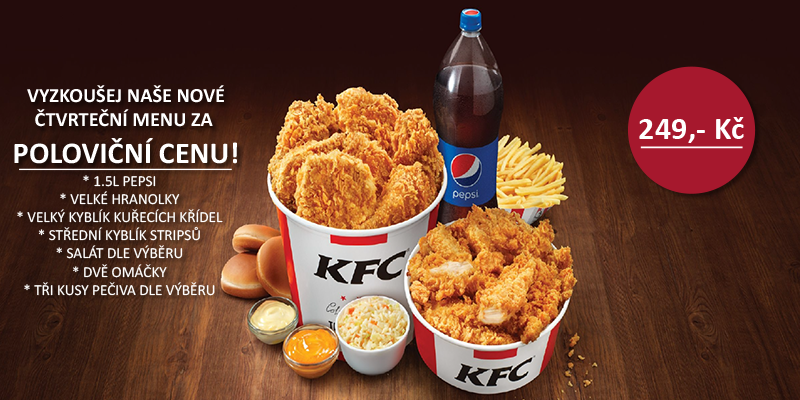 VYZKOUŠEJ NAŠE NOVÉ
ČTVRTEČNÍ MENU ZA
POLOVIČNÍ CENU!
* 1.5L PEPSI
* VELKÉ HRANOLKY
* VELKÝ KYBLÍK KUŘECÍCH KŘÍDEL
* STŘEDNÍ KYBLÍK STRIPSŮ
* SALÁT DLE VÝBĚRU
* DVĚ OMÁČKY
* TŘI KUSY PEČIVA DLE VÝBĚRU
249,- Kč
pepsi
KFC
KFC